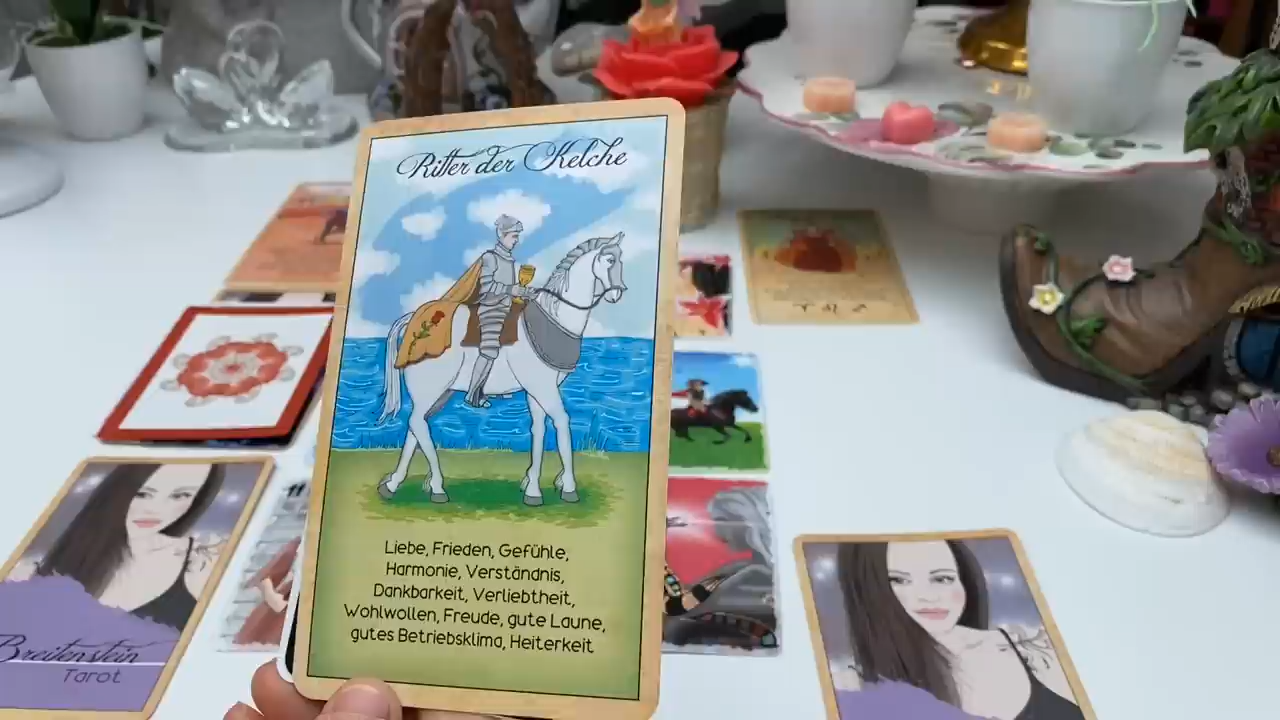 Ritter der Kelche
Liebe, Frieden, Gefühle,
Harmonie, Verständnis,
Dankbarkeit, Verliebtheit,
Wohlwollen, Freude, gute Laune,
gutes Betriebsklima, Heiterkeit
Breitenstein
Tarot